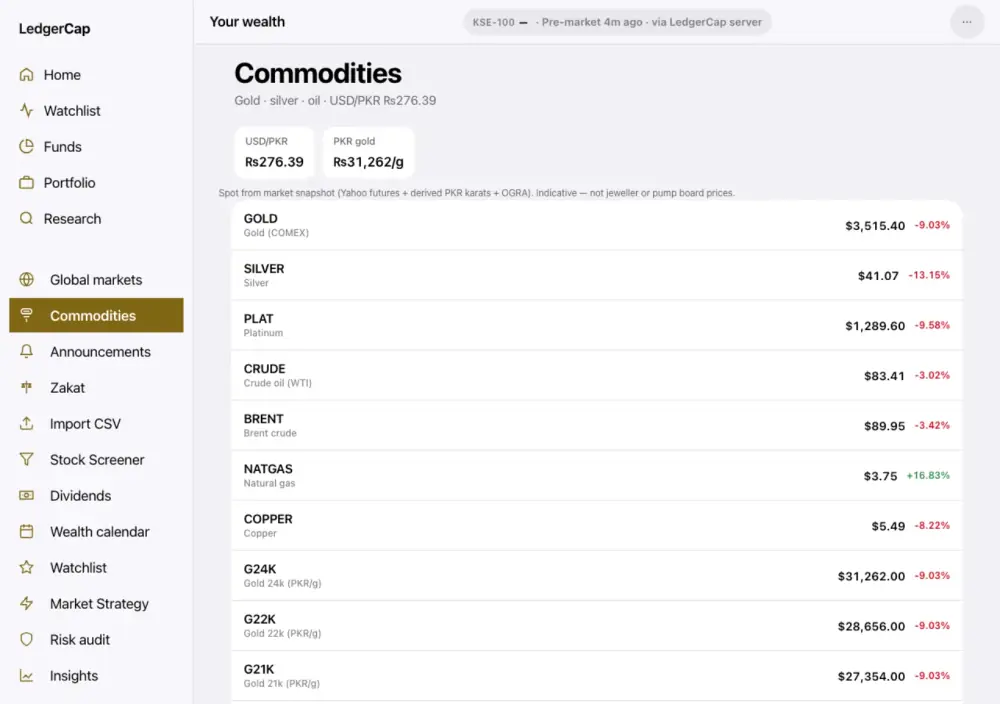 LedgerCap
Home
Watchlist
Funds
Portfolio
Research
Global markets
Commodities
Announcements
Zakat
Import CSV
Stock Screener
Dividends
Wealth calendar
Watchlist
Market Strategy
Risk audit
Insights
Your wealth
KSE-100 — · Pre-market 4m ago · via LedgerCap server
...
Commodities
Gold · silver · oil · USD/PKR ₨276.39
USD/PKR
₨276.39
PKR gold
₨31,262/g
Spot from market snapshot (Yahoo futures + derived PKR karats + OGRA). Indicative — not jeweller or pump board prices.
GOLD
Gold (COMEX)
$3,515.40 -9.03%
SILVER
Silver
$41.07 -13.15%
PLAT
Platinum
$1,289.60 -9.58%
CRUDE
Crude oil (WTI)
$83.41 -3.02%
BRENT
Brent crude
$89.95 -3.42%
NATGAS
Natural gas
$3.75 +16.83%
COPPER
Copper
$5.49 -8.22%
G24K
Gold 24k (PKR/g)
$31,262.00 -9.03%
G22K
Gold 22k (PKR/g)
$28,656.00 -9.03%
G21K
Gold 21k (PKR/g)
$27,354.00 -9.03%